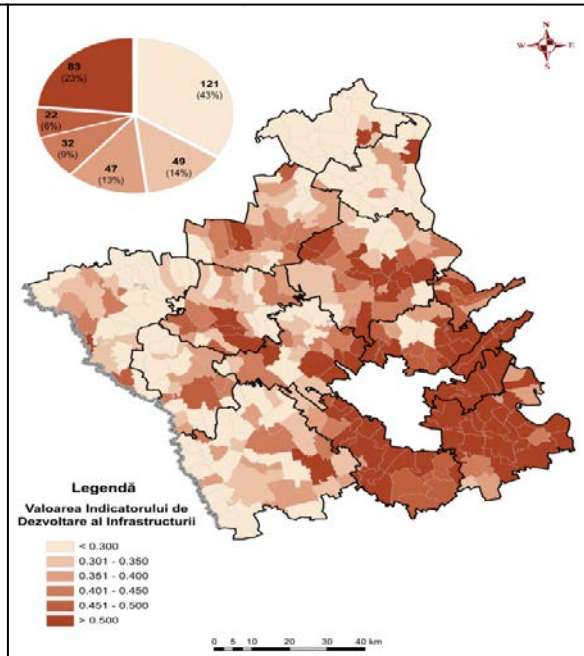 83
(23%)
121
(43%)
22
(6%)
32
(9%)
47
(13%)
49
(14%)
N
W E
S
Legendă
Valoarea Indicatorului de
Dezvoltare al Infrastructurii
< 0.300
0.301 - 0.350
0.351 - 0.400
0.401 - 0.450
0.451 - 0.500
> 0.500
0 5 10 20 30 40 km